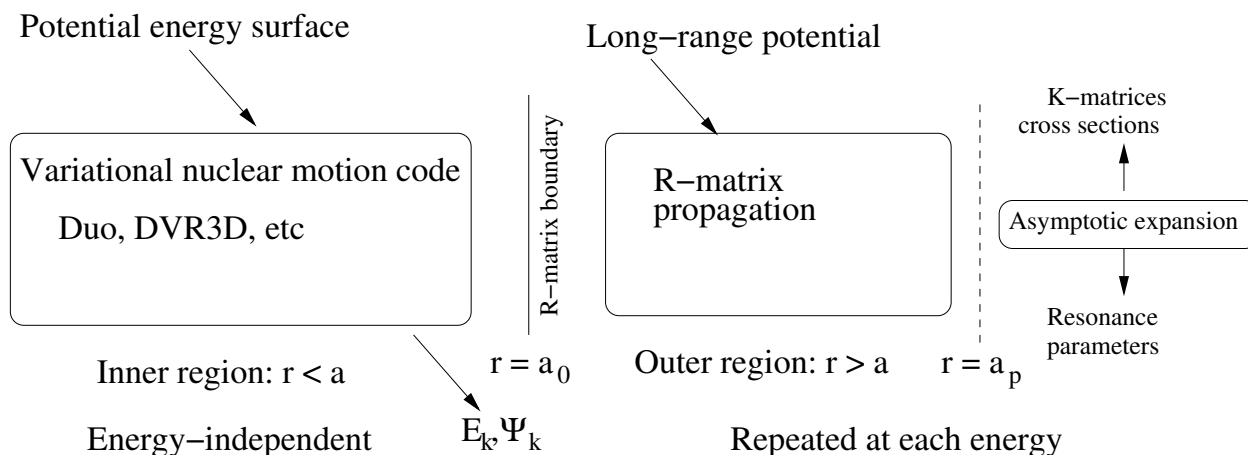 Potential energy surface
Long−range potential
Variational nuclear motion code
Duo, DVR3D, etc
R−matrix boundary
R−matrix
propagation
K−matrices
cross sections
Asymptotic expansion
Resonance
parameters
Inner region: r < a
r = a₀
Outer region: r > a
r = aₚ
Energy−independent
Eₖ,Ψₖ
Repeated at each energy